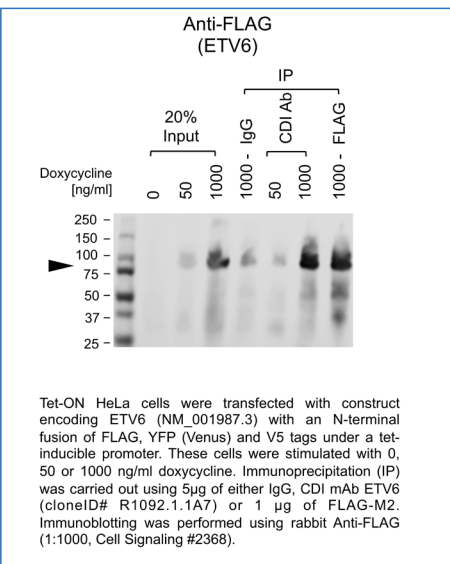 Anti-FLAG
(ETV6)
IP
20%
Input
1000 - IgG
CDI Ab
1000 - FLAG
Doxycycline
[ng/ml]
0
50
1000
50
1000
250
150
100
75
50
37
25
Tet-ON HeLa cells were transfected with construct
encoding ETV6 (NM_001987.3) with an N-terminal
fusion of FLAG, YFP (Venus) and V5 tags under a tet-
inducible promoter. These cells were stimulated with 0,
50 or 1000 ng/ml doxycycline. Immunoprecipitation (IP)
was carried out using 5µg of either IgG, CDI mAb ETV6
(cloneID# R1092.1.1A7) or 1 µg of FLAG-M2.
Immunoblotting was performed using rabbit Anti-FLAG
(1:1000, Cell Signaling #2368).